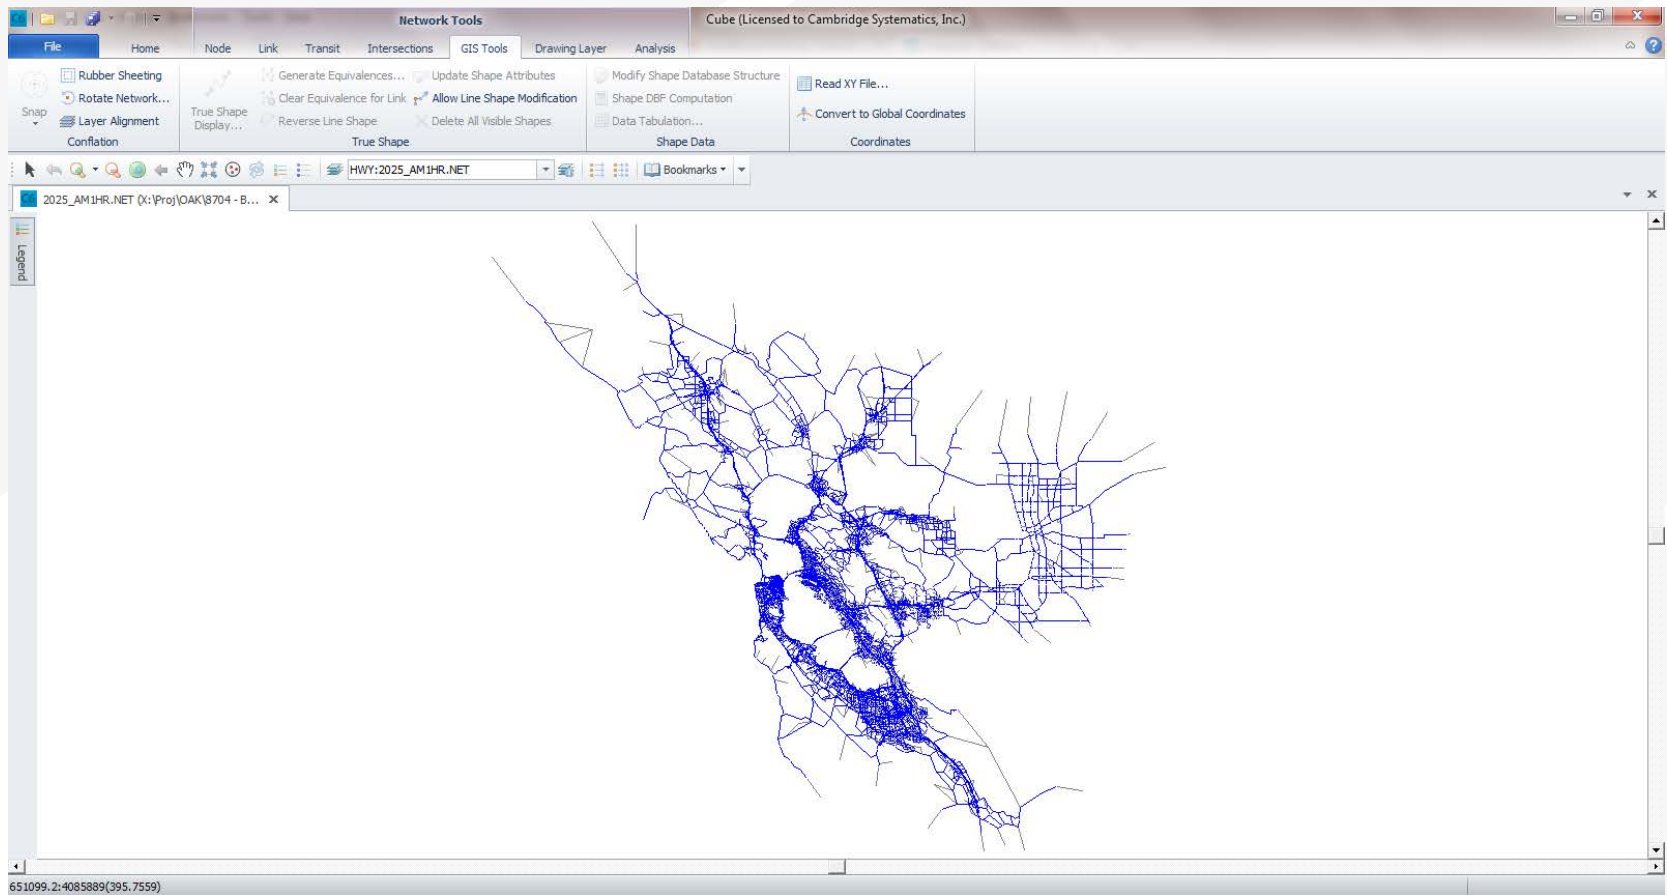 Network Tools
Cube (Licensed to Cambridge Systematics, Inc.)
File Home Node Link Transit Intersections GIS Tools Drawing Layer Analysis
Snap
Rubber Sheeting
Rotate Network...
Layer Alignment
Conflation
True Shape
Display...
Generate Equivalences...
Clear Equivalence for Link
Reverse Line Shape
Update Shape Attributes
Allow Line Shape Modification
Delete All Visible Shapes
True Shape
Modify Shape Database Structure
Shape DBF Computation
Data Tabulation...
Shape Data
Read XY File...
Convert to Global Coordinates
Coordinates
HWY:2025_AM1HR.NET
Bookmarks
2025_AM1HR.NET (X:\Proj\OAK\8704 - B...
Legend
651099.2:4085889(395.7559)